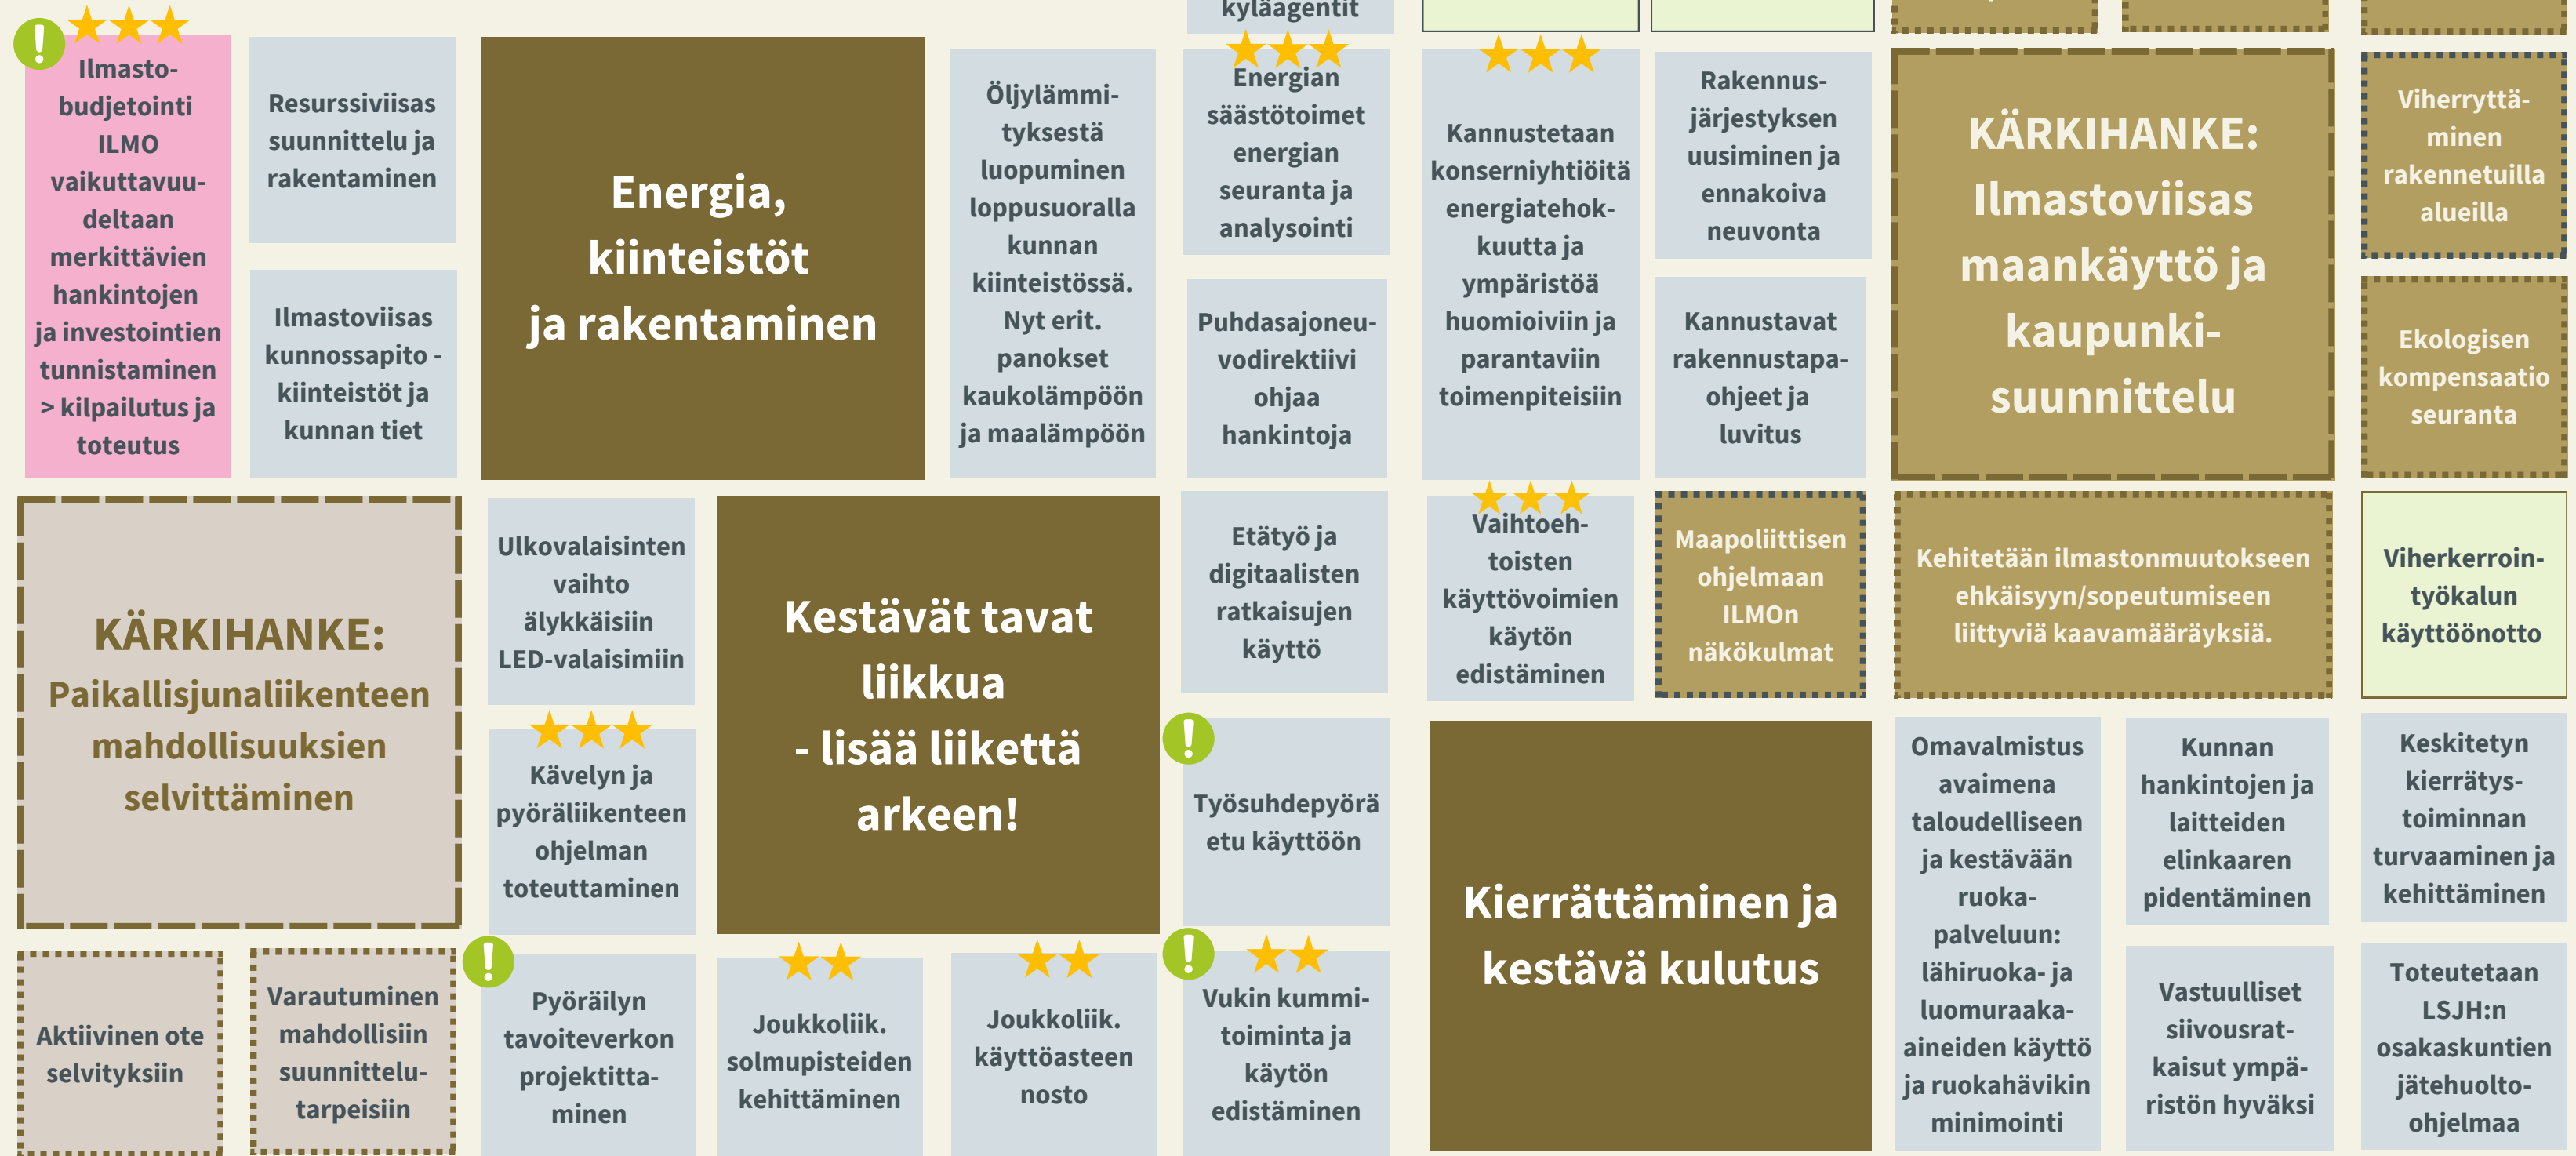 kyläagentit
!
Ilmasto-
budjetointi
ILMO
vaikuttavuu-
deltaan
merkittävien
hankintojen
ja investointien
tunnistaminen
> kilpailutus ja
toteutus
Resurssiviisas
suunnittelu ja
rakentaminen
Ilmastoviisas
kunnossapito -
kiinteistöt ja
kunnan tiet
Energia,
kiinteistöt
ja rakentaminen
Öljylämmi-
tyksestä
luopuminen
loppusuoralla
kunnan
kiinteistössä.
Nyt erit.
panokset
kaukolämpöön
ja maalämpöön
Energian
säästötoimet
energian
seuranta ja
analysointi
Puhdasajoneu-
vodirektiivi
ohjaa
hankintoja
Kannustetaan
konserniyhtiöitä
energiatehok-
kuutta ja
ympäristöä
huomioiviin ja
parantaviin
toimenpiteisiin
Rakennus-
järjestyksen
uusiminen ja
ennakoiva
neuvonta
Kannustavat
rakennustapa-
ohjeet ja
luvitus
KÄRKIHANKE:
Ilmastoviisas
maankäyttö ja
kaupunki-
suunnittelu
Viherryttä-
minen
rakennetuilla
alueilla
Ekologisen
kompensaatio
seuranta
KÄRKIHANKE:
Paikallisjunaliikenteen
mahdollisuuksien
selvittäminen
Ulkovalaisinten
vaihto
älykkäisiin
LED-valaisimiin
Kävelyn ja
pyöräliikenteen
ohjelman
toteuttaminen
Kestävät tavat
liikkua
- lisää liikettä
arkeen!
Etätyö ja
digitaalisten
ratkaisujen
käyttö
!
Työsuhdepyörä
etu käyttöön
Vaihtoeh-
toisten
käyttövoimien
käytön
edistäminen
Maapoliittisen
ohjelmaan
ILMOn
näkökulmat
Kehitetään ilmastonmuutokseen
ehkäisyyn/sopeutumiseen
liittyviä kaavamääräyksiä.
Viherkerroin-
työkalun
käyttöönotto
Aktiivinen ote
selvityksiin
Varautuminen
mahdollisiin
suunnittelu-
tarpeisiin
!
Pyöräilyn
tavoiteverkon
projektitta-
minen
Joukkoliik.
solmupisteiden
kehittäminen
Joukkoliik.
käyttöasteen
nosto
!
Vukin kummi-
toiminta ja
käytön
edistäminen
Kierrättäminen ja
kestävä kulutus
Omavalmistus
avaimena
taloudelliseen
ja kestävään
ruoka-
palveluun:
lähiruoka- ja
luomuraaka-
aineiden käyttö
ja ruokahävikin
minimointi
Kunnan
hankintojen ja
laitteiden
elinkaaren
pidentäminen
Vastuulliset
siivousrat-
kaisut ympä-
ristön hyväksi
Keskitetyn
kierrätys-
toiminnan
turvaaminen ja
kehittäminen
Toteutetaan
LSJH:n
osakaskuntien
jätehuolto-
ohjelmaa